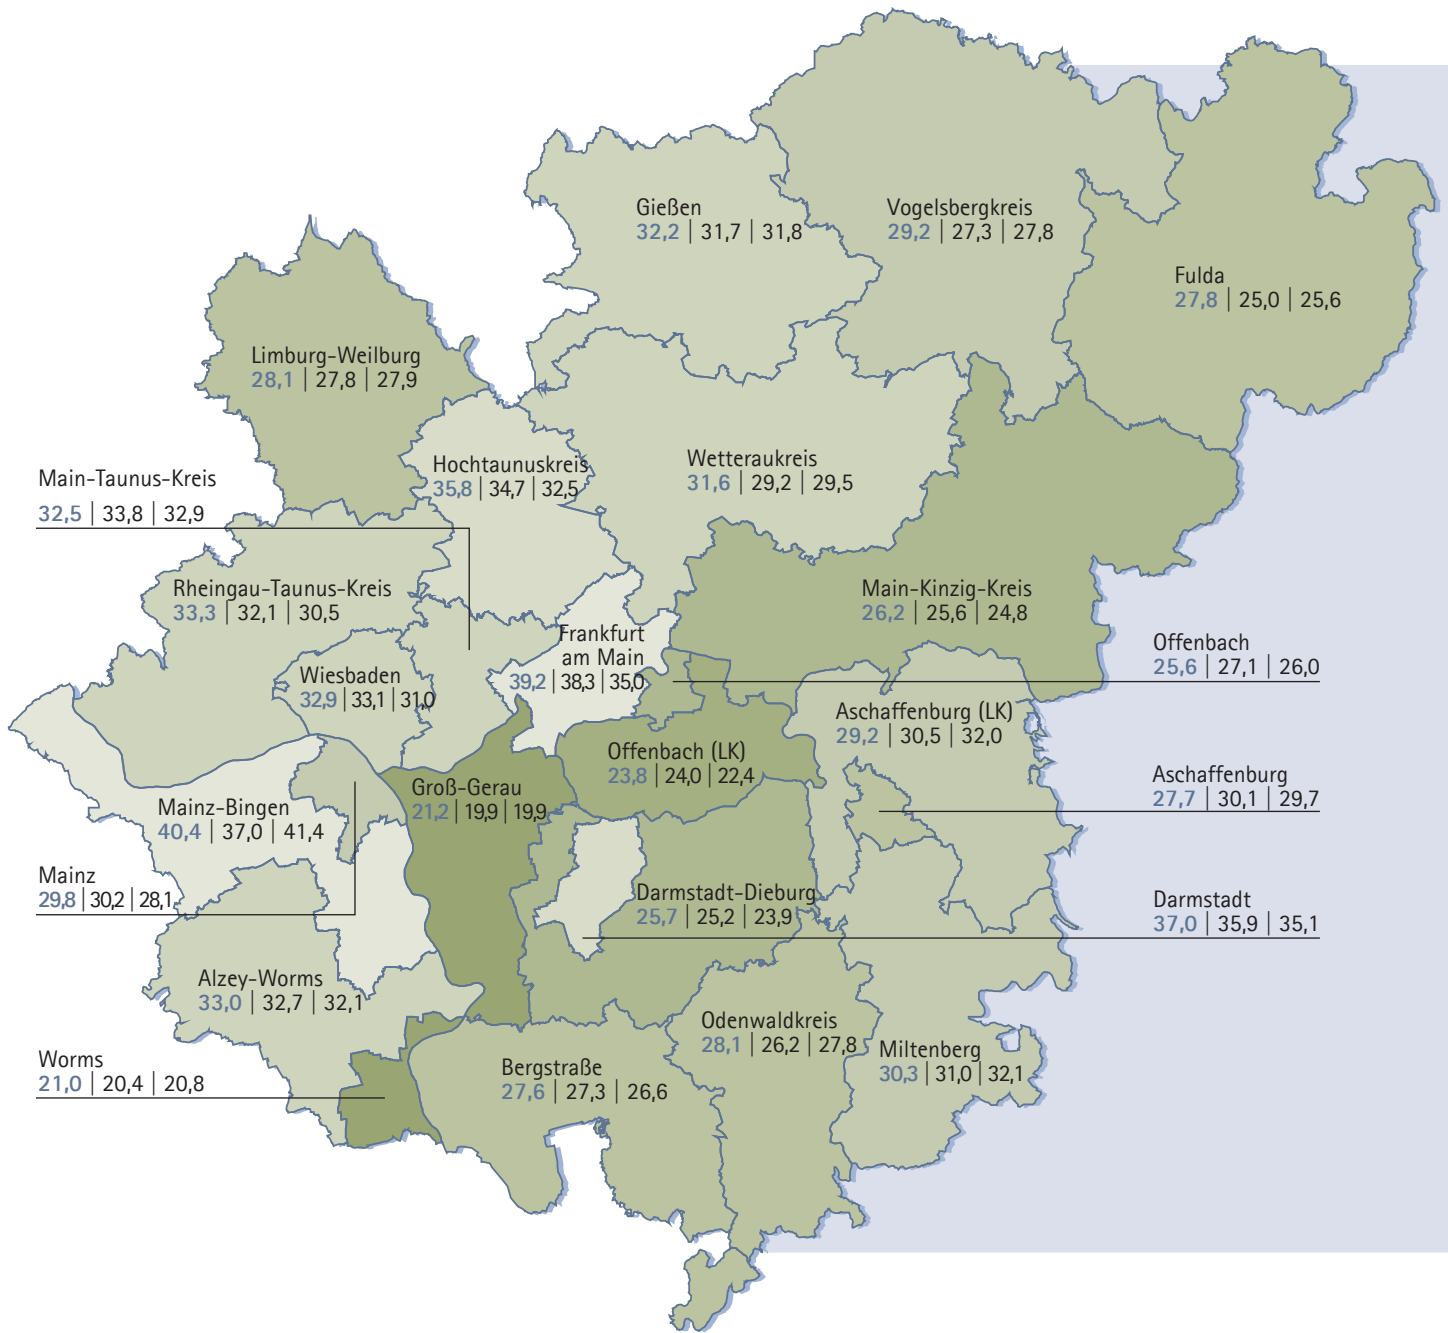 Gießen
32,2 | 31,7 | 31,8
Vogelsbergkreis
29,2 | 27,3 | 27,8
Fulda
27,8 | 25,0 | 25,6
Limburg-Weilburg
28,1 | 27,8 | 27,9
Main-Taunus-Kreis
32,5 | 33,8 | 32,9
Hochtaunuskreis
35,8 | 34,7 | 32,5
Wetteraukreis
31,6 | 29,2 | 29,5
Rheingau-Taunus-Kreis
33,3 | 32,1 | 30,5
Main-Kinzig-Kreis
26,2 | 25,6 | 24,8
Frankfurt
am Main
39,2 | 38,3 | 35,0
Offenbach
25,6 | 27,1 | 26,0
Wiesbaden
32,9 | 33,1 | 31,0
Aschaffenburg (LK)
29,2 | 30,5 | 32,0
Offenbach (LK)
23,8 | 24,0 | 22,4
Groß-Gerau
21,2 | 19,9 | 19,9
Aschaffenburg
27,7 | 30,1 | 29,7
Mainz-Bingen
40,4 | 37,0 | 41,4
Mainz
29,8 | 30,2 | 28,1
Darmstadt-Dieburg
25,7 | 25,2 | 23,9
Darmstadt
37,0 | 35,9 | 35,1
Alzey-Worms
33,0 | 32,7 | 32,1
Odenwaldkreis
28,1 | 26,2 | 27,8
Miltenberg
30,3 | 31,0 | 32,1
Worms
21,0 | 20,4 | 20,8
Bergstraße
27,6 | 27,3 | 26,6